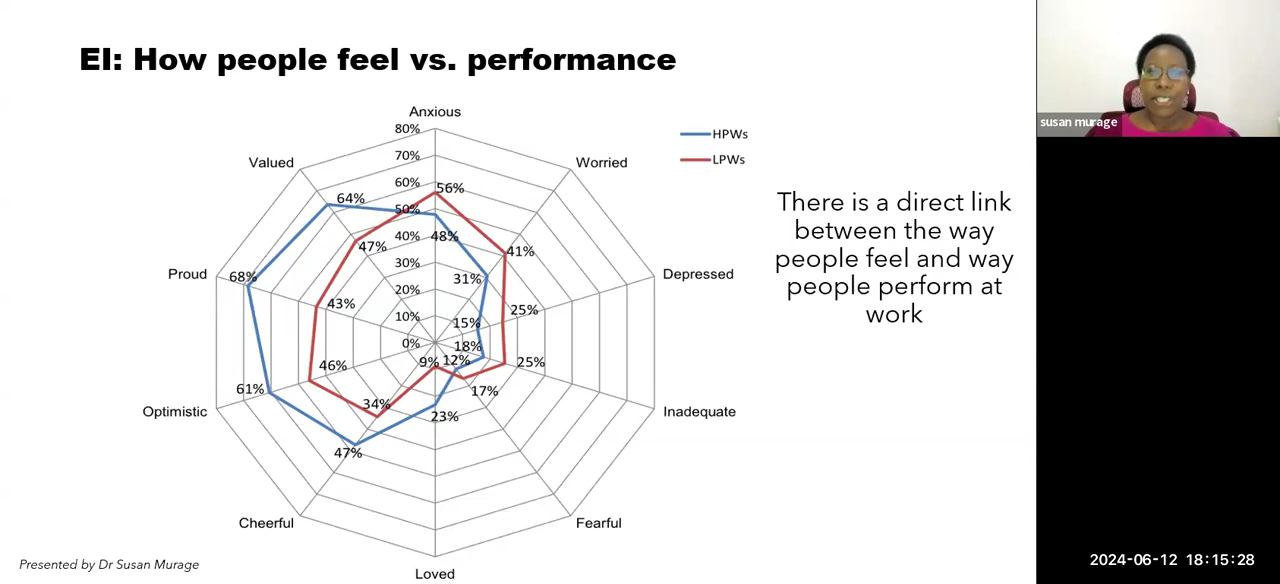 EI: How people feel vs. performance
susan murage
Anxious
80%
HPWs
LPWs
Valued
Worried
70%
60%
56%
64%
50%
47%
40%
48%
41%
Proud
68%
30%
31%
Depressed
20%
43%
10%
15%
25%
0%
18%
46%
9%
12%
25%
61%
34%
17%
Optimistic
23%
Inadequate
47%
Cheerful
Fearful
Loved
There is a direct link
between the way
people feel and way
people perform at
work
Presented by Dr Susan Murage
2024-06-12 18:15:28